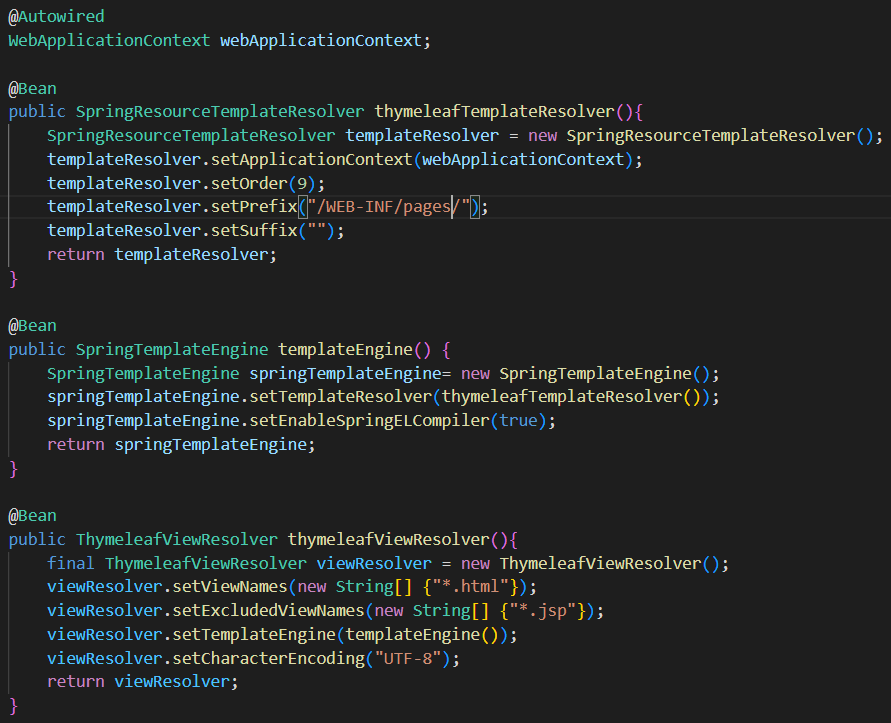 @Autowired
WebApplicationContext webApplicationContext;
@Bean
public SpringResourceTemplateResolver thymeleafTemplateResolver(){
    SpringResourceTemplateResolver templateResolver = new SpringResourceTemplateResolver();
    templateResolver.setApplicationContext(webApplicationContext);
    templateResolver.setOrder(9);
    templateResolver.setPrefix("/WEB-INF/pages/");
    templateResolver.setSuffix("");
    return templateResolver;
}
@Bean
public SpringTemplateEngine templateEngine() {
    SpringTemplateEngine springTemplateEngine= new SpringTemplateEngine();
    springTemplateEngine.setTemplateResolver(thymeleafTemplateResolver());
    springTemplateEngine.setEnableSpringELCompiler(true);
    return springTemplateEngine;
}
@Bean
public ThymeleafViewResolver thymeleafViewResolver(){
    final ThymeleafViewResolver viewResolver = new ThymeleafViewResolver();
    viewResolver.setViewNames(new String[] {"*.html"});
    viewResolver.setExcludedViewNames(new String[] {"*.jsp"});
    viewResolver.setTemplateEngine(templateEngine());
    viewResolver.setCharacterEncoding("UTF-8");
    return viewResolver;
}